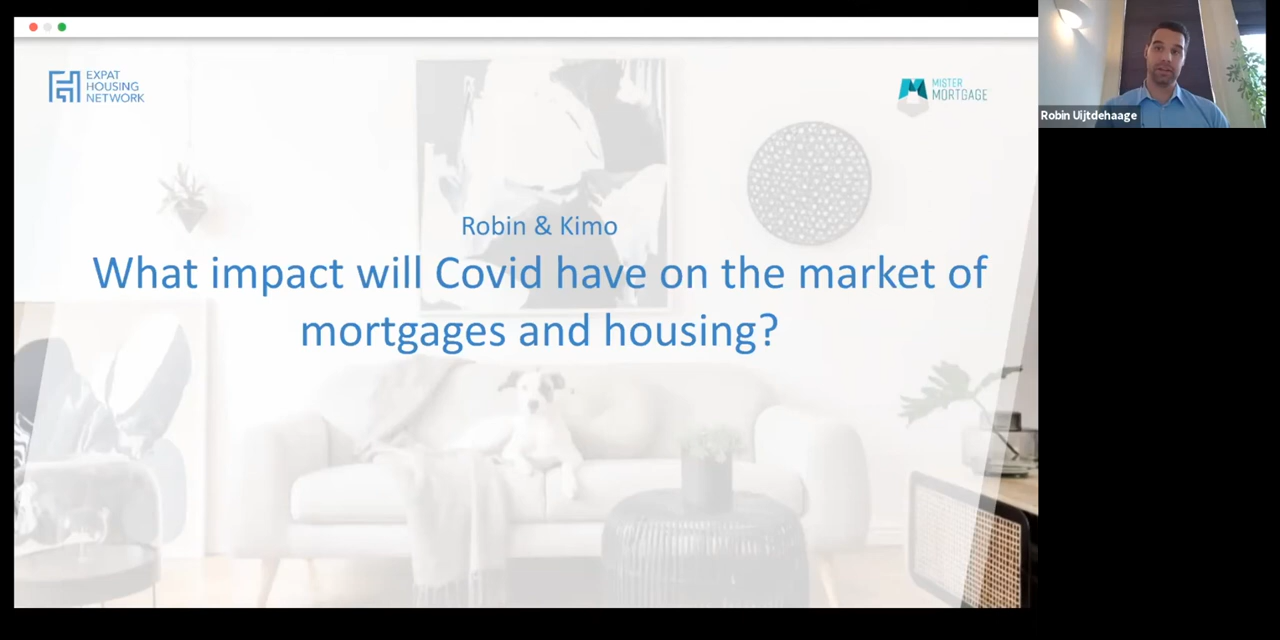 EXPAT
HOUSING
NETWORK
MISTER
MORTGAGE
Robin Uijtdehaage
Robin & Kimo
What impact will Covid have on the market of
mortgages and housing?